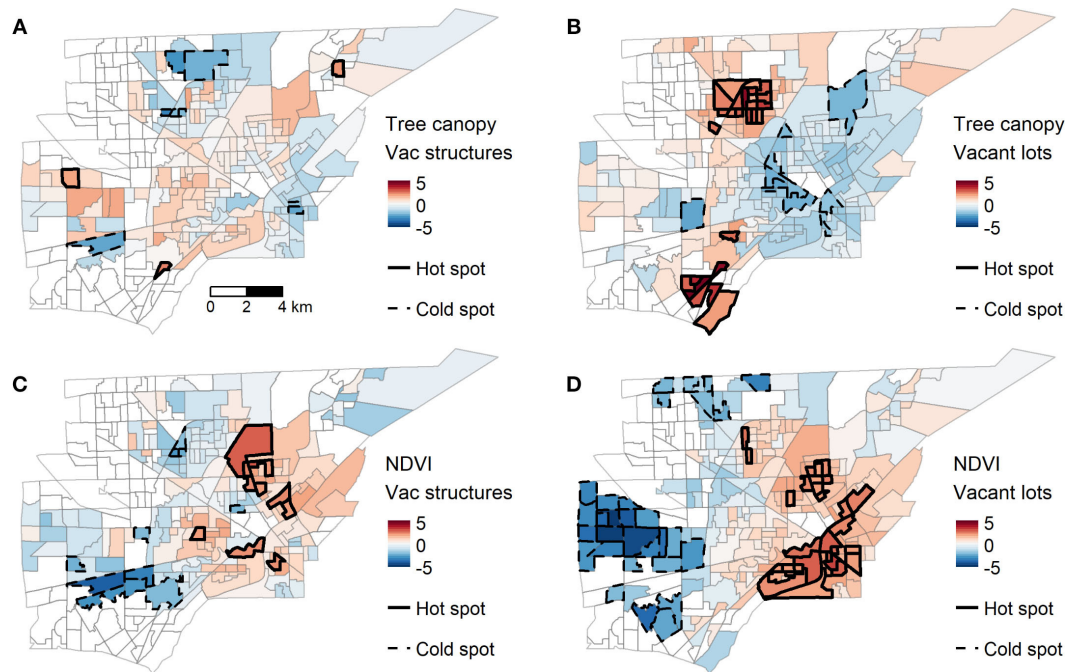 A
Tree canopy
Vac structures
5
0
-5
Hot spot
Cold spot
0 2 4 km
B
Tree canopy
Vacant lots
5
0
-5
Hot spot
Cold spot
C
NDVI
Vac structures
5
0
-5
Hot spot
Cold spot
D
NDVI
Vacant lots
5
0
-5
Hot spot
Cold spot